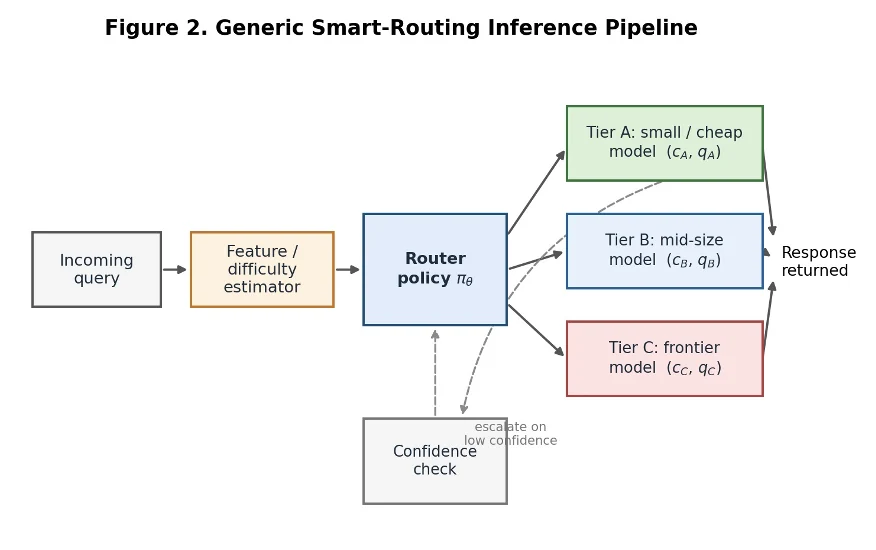 Figure 2. Generic Smart-Routing Inference Pipeline
Incoming
query
Feature /
difficulty
estimator
Router
policy π_θ
Tier A: small / cheap
model (c_A, q_A)
Tier B: mid-size
model (c_B, q_B)
Tier C: frontier
model (c_C, q_C)
Response
returned
escalate on
low confidence
Confidence
check